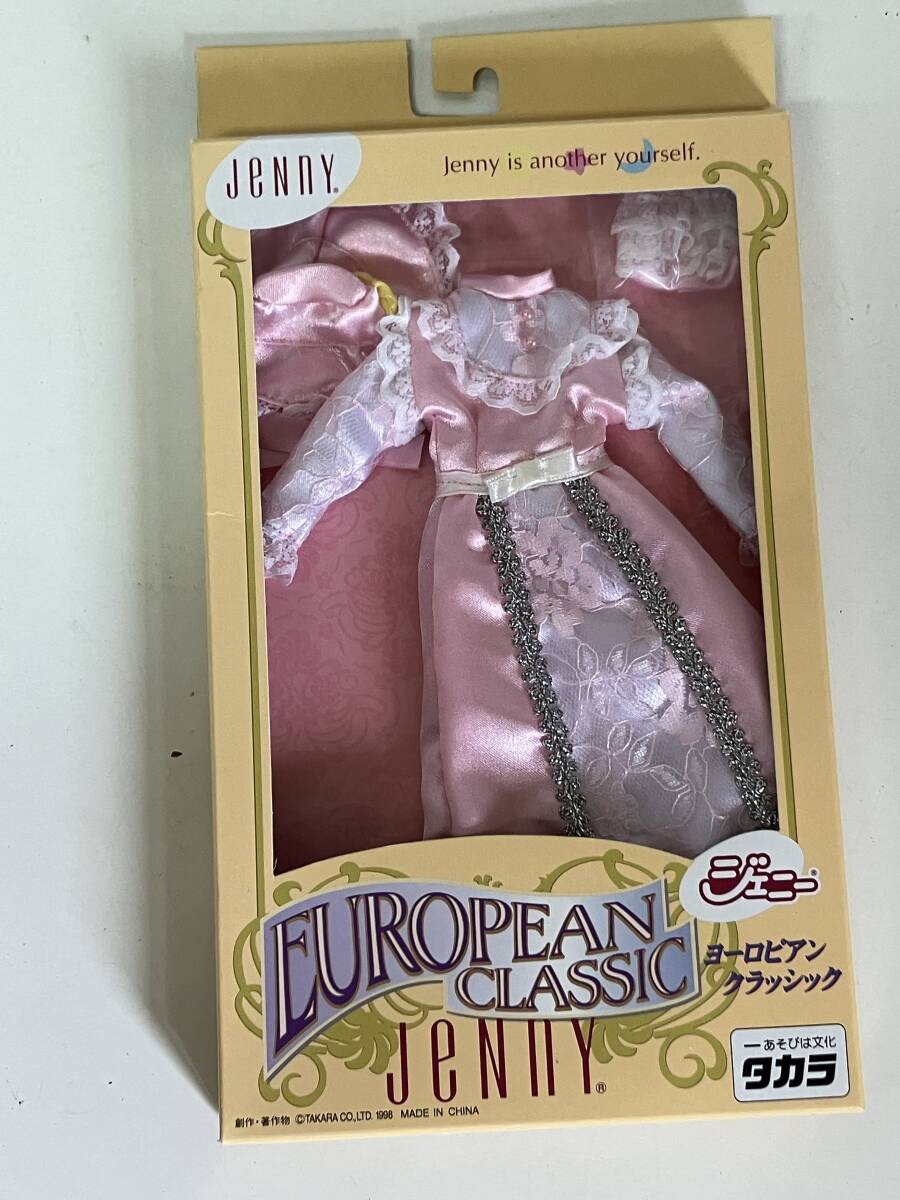 Jenny®
Jenny is another yourself.
ジェニー®
EUROPEAN
CLASSIC
ヨーロピアン
クラッシック
Jenny®
ーあそびは文化
タカラ
創作・著作物 ©TAKARA CO.,LTD. 1998 MADE IN CHINA